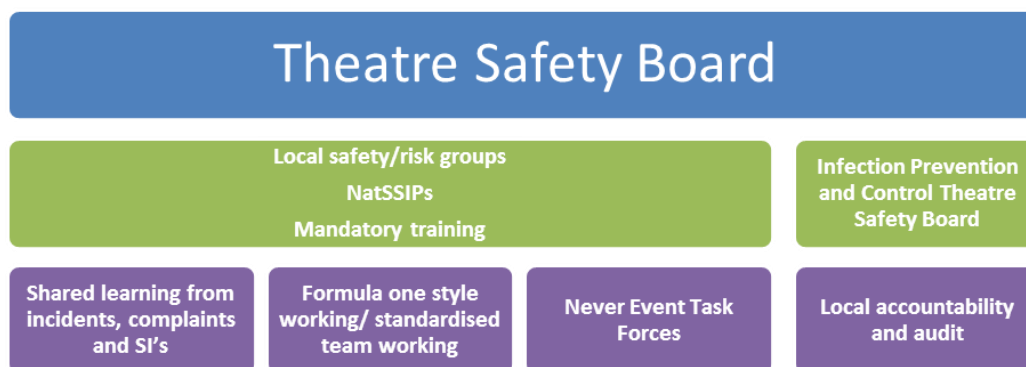 Theatre Safety Board
Local safety/risk groups
NatSSIPs
Mandatory training
Infection Prevention
and Control Theatre
Safety Board
Shared learning from
incidents, complaints
and SI's
Formula one style
working/ standardised
team working
Never Event Task
Forces
Local accountability
and audit